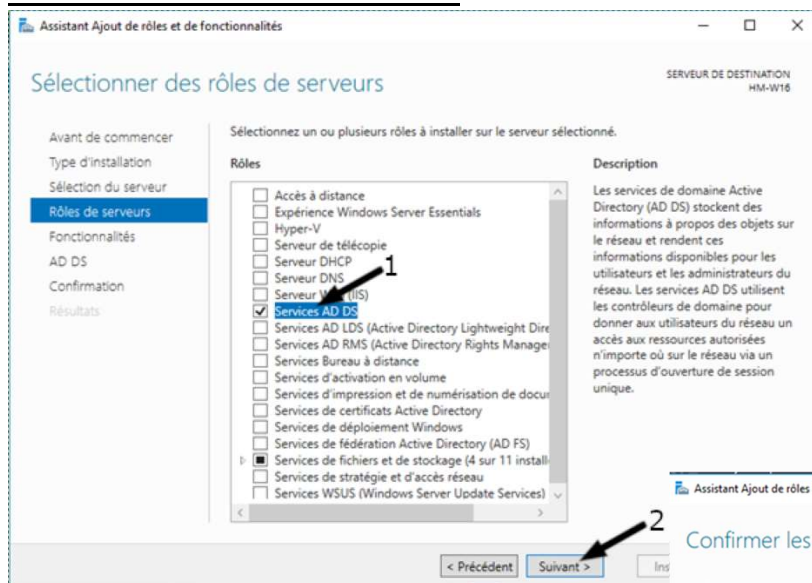 Assistant Ajout de rôles et de fonctionnalités
Sélectionner des rôles de serveurs
SERVEUR DE DESTINATION
HM-W16
Avant de commencer
Type d'installation
Sélection du serveur
Rôles de serveurs
Fonctionnalités
AD DS
Confirmation
Résultats
Sélectionnez un ou plusieurs rôles à installer sur le serveur sélectionné.
Rôles
Accès à distance
Expérience Windows Server Essentials
Hyper-V
Serveur de télécopie
Serveur DHCP
Serveur DNS
Serveur (IIS)
1
Services AD DS
Services AD LDS (Active Directory Lightweight Dire
Services AD RMS (Active Directory Rights Manage
Services Bureau à distance
Services d'activation en volume
Services d'impression et de numérisation de docu
Services de certificats Active Directory
Services de déploiement Windows
Services de fédération Active Directory (AD FS)
Services de fichiers et de stockage (4 sur 11 install
Services de stratégie et d'accès réseau
Services WSUS (Windows Server Update Services)
Description
Les services de domaine Active
Directory (AD DS) stockent des
informations à propos des objets sur
le réseau et rendent ces
informations disponibles pour les
utilisateurs et les administrateurs du
réseau. Les services AD DS utilisent
les contrôleurs de domaine pour
donner aux utilisateurs du réseau un
accès aux ressources autorisées
n'importe où sur le réseau via un
processus d'ouverture de session
unique.
2
< Précédent
Suivant >
Ins
Assistant Ajout de rôles
Confirmer les